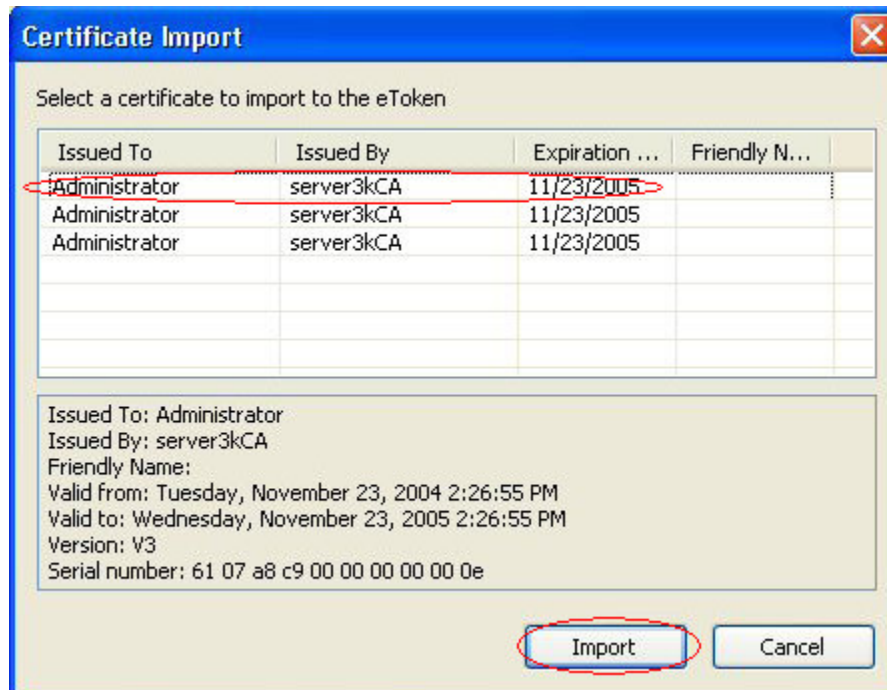 Certificate Import
Select a certificate to import to the eToken
Issued To Issued By Expiration ... Friendly N...
Administrator server3kCA 11/23/2005
Administrator server3kCA 11/23/2005
Administrator server3kCA 11/23/2005
Issued To: Administrator
Issued By: server3kCA
Friendly Name:
Valid from: Tuesday, November 23, 2004 2:26:55 PM
Valid to: Wednesday, November 23, 2005 2:26:55 PM
Version: V3
Serial number: 61 07 a8 c9 00 00 00 00 00 0e
Import Cancel